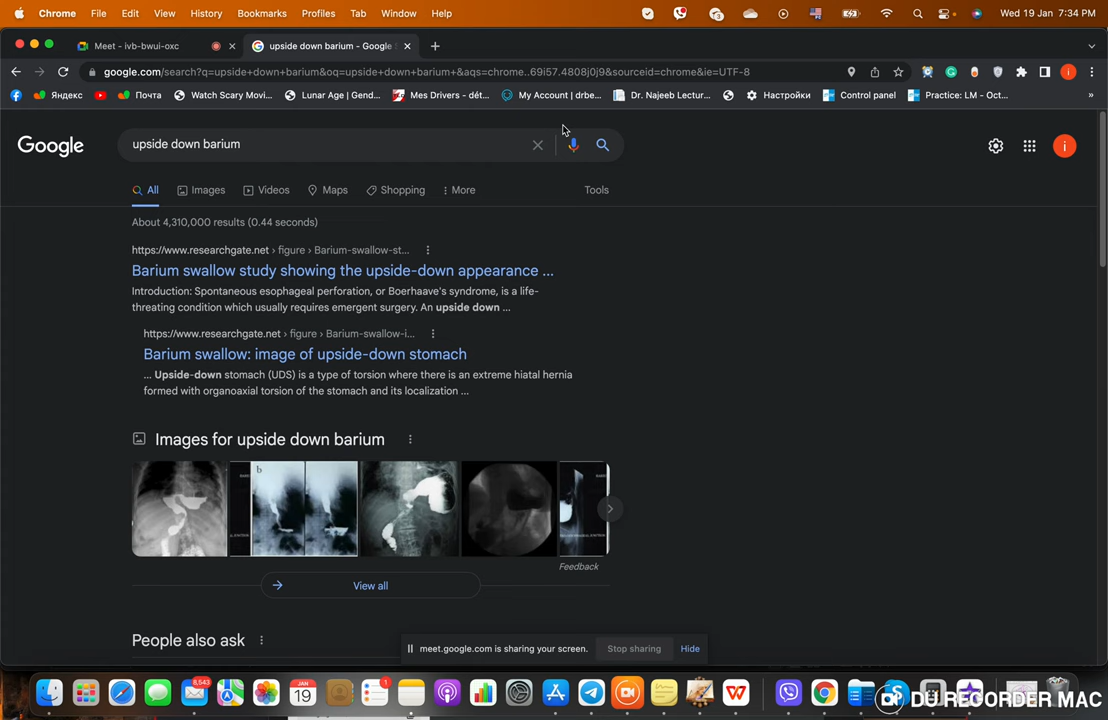 Chrome File Edit View History Bookmarks Profiles Tab Window Help Wed 19 Jan 7:34 PM
Meet - ivb-bwui-oxc upside down barium - Google
google.com/search?q=upside+down+barium&oq=upside+down+barium+&aqs=chrome..69i57.4808j0j9&sourceid=chrome&ie=UTF-8
Яндекс Почта Watch Scary Movi... Lunar Age | Gend... Mes Drivers - dét... My Account | drbe... Dr. Najeeb Lectur... Настройки Control panel Practice: LM - Oct... »
Google upside down barium i
All Images Videos Maps Shopping More Tools
About 4,310,000 results (0.44 seconds)
https://www.researchgate.net › figure › Barium-swallow-st...
Barium swallow study showing the upside-down appearance ...
Introduction: Spontaneous esophageal perforation, or Boerhaave's syndrome, is a life-
threating condition which usually requires emergent surgery. An upside down ...
https://www.researchgate.net › figure › Barium-swallow-i...
Barium swallow: image of upside-down stomach
... Upside-down stomach (UDS) is a type of torsion where there is an extreme hiatal hernia
formed with organoaxial torsion of the stomach and its localization ...
Images for upside down barium
b
Feedback
View all
People also ask
meet.google.com is sharing your screen. Stop sharing Hide
8,543 JAN 19 1
DU RECORDER MAC